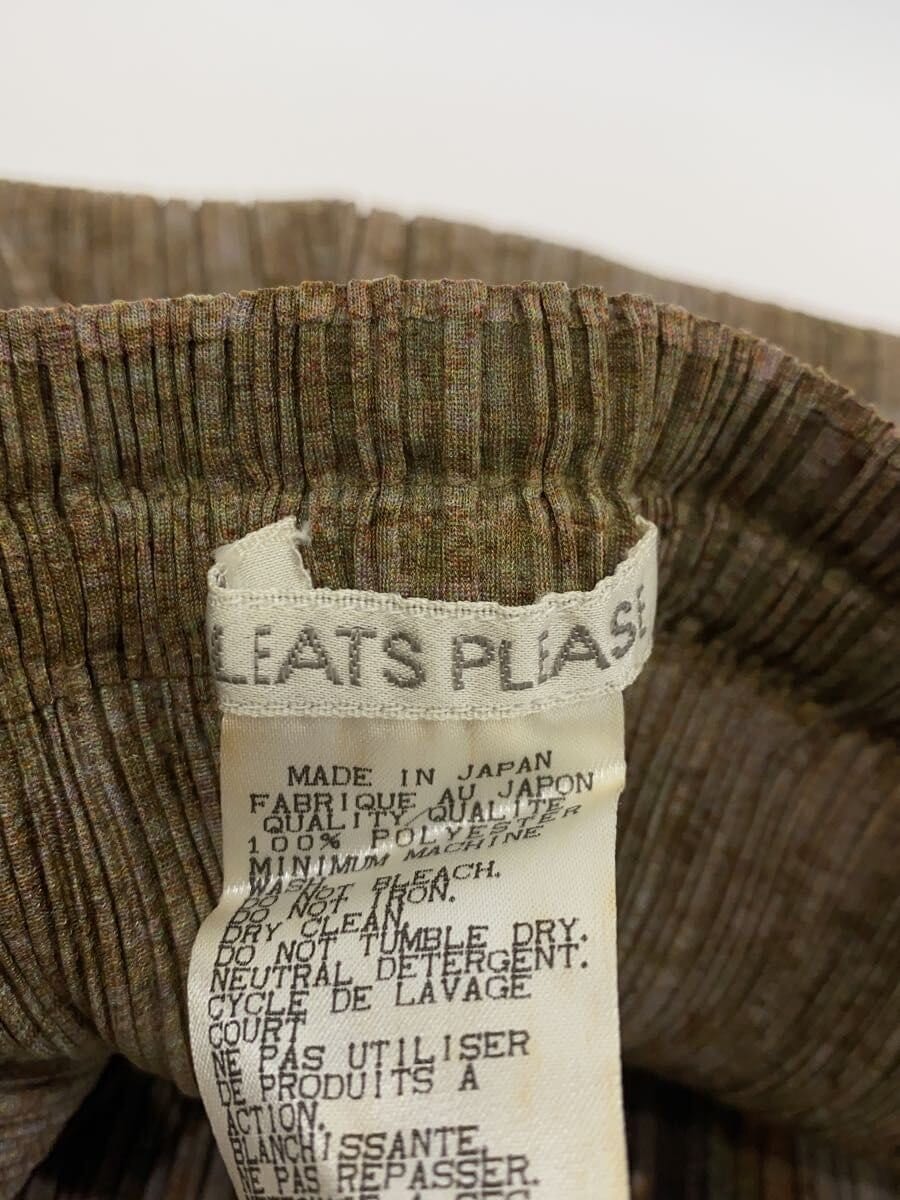 LEATS PLEASE
MADE IN JAPAN
FABRIQUE AU JAPON
QUALITY/QUALITE
100% POLYESTER
MINIMUM MACHINE
WASH
DO NOT BLEACH.
DO NOT IRON.
DRY CLEAN.
DO NOT TUMBLE DRY.
NEUTRAL DETERGENT.
CYCLE DE LAVAGE
COURT
NE PAS UTILISER
DE PRODUITS A
ACTION.
BLANCHISSANTE,
NE PAS REPASSER.